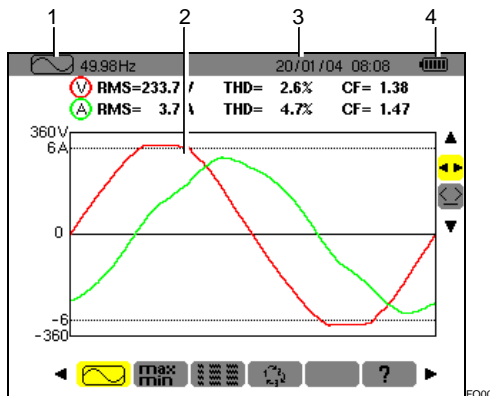 1 2 3 4
49.98Hz 20/01/04 08:08
V RMS=233.7 V THD= 2.6% CF= 1.38
A RMS= 3.7 A THD= 4.7% CF= 1.47
360V
6A
0
-6
-360
max
min
?